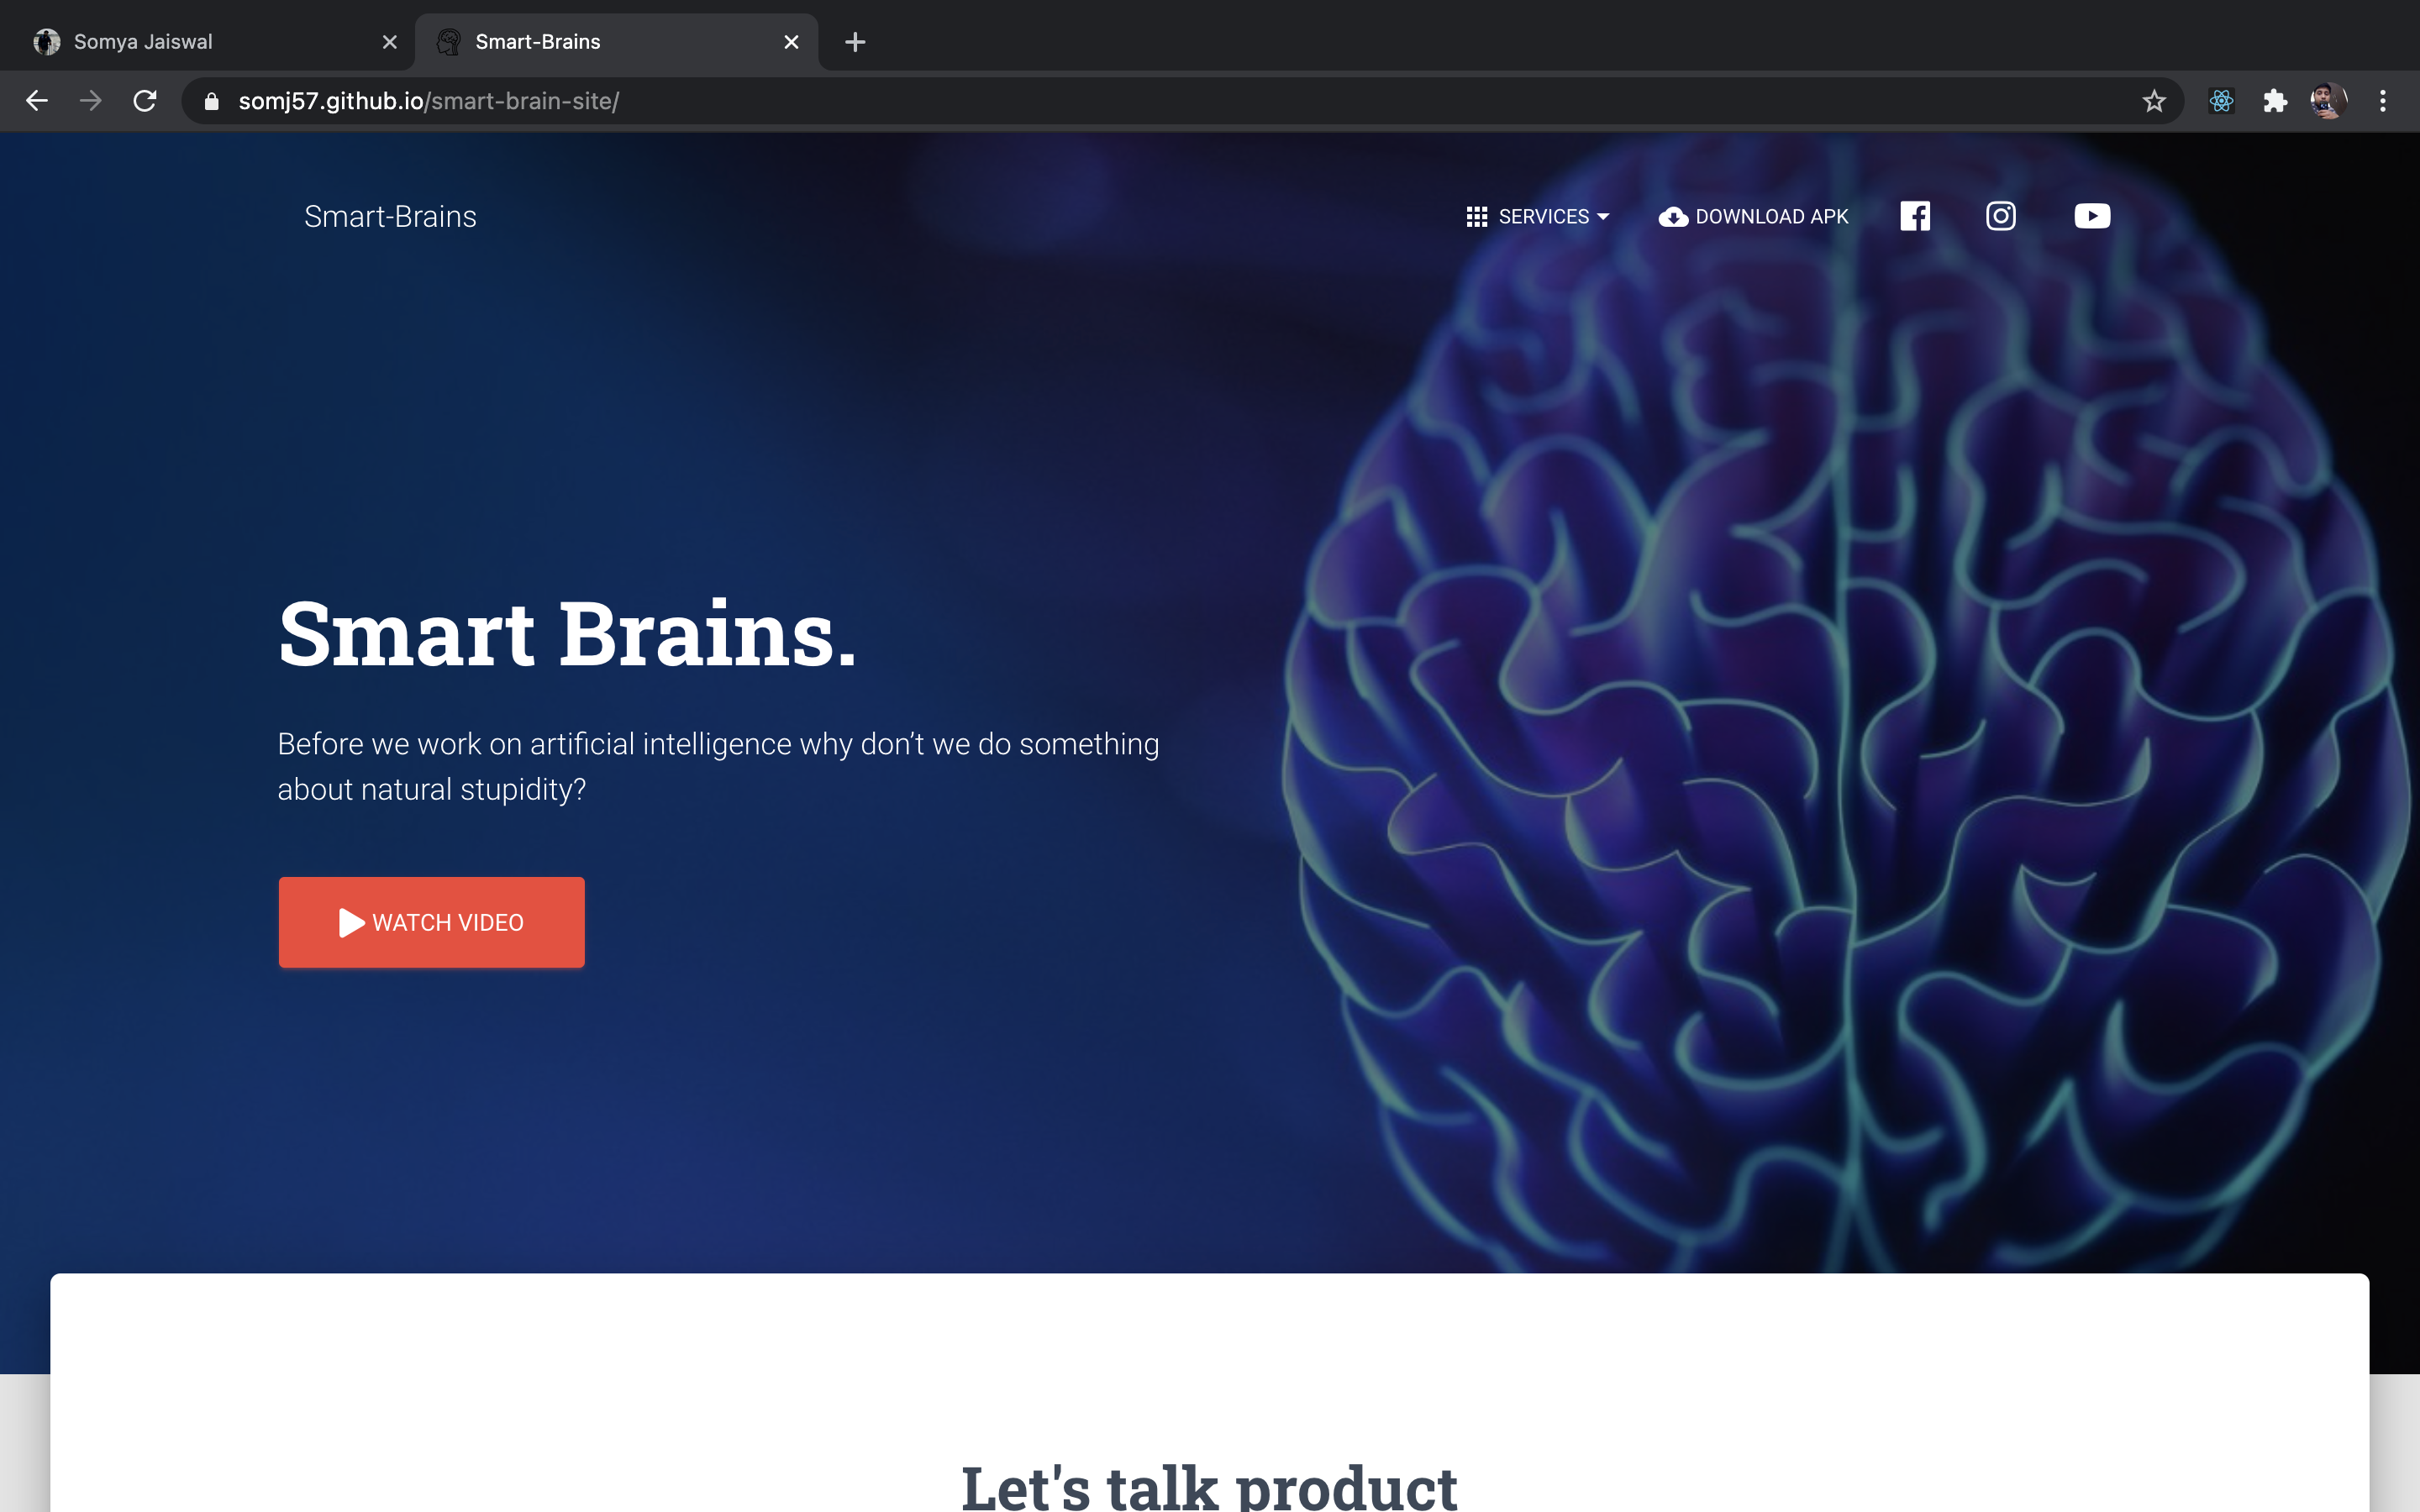 Somya Jaiswal
Smart-Brains
somj57.github.io/smart-brain-site/
Smart-Brains
SERVICES
DOWNLOAD APK
Smart Brains.
Before we work on artificial intelligence why don’t we do something
about natural stupidity?
WATCH VIDEO
Let's talk product